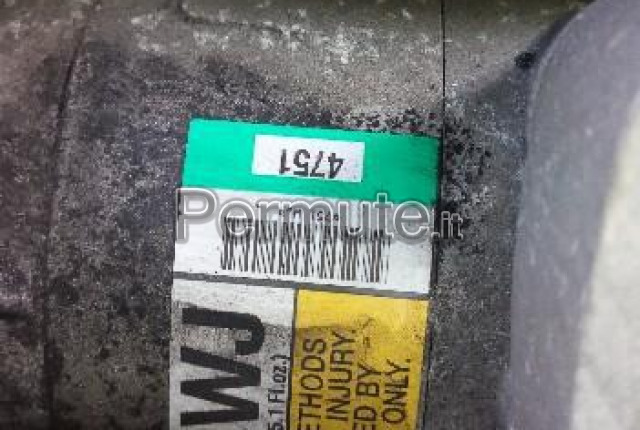 4751
Permute.it
WJ
5.1 Fl.oz.)
ETHODS
INJURY.
ED BY
ONLY.